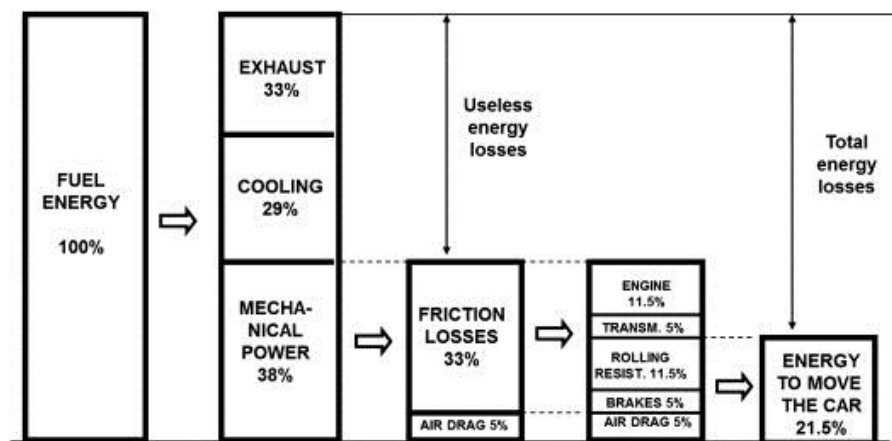 FUEL
ENERGY
100%
EXHAUST
33%
COOLING
29%
MECHA-
NICAL
POWER
38%
Useless
energy
losses
FRICTION
LOSSES
33%
AIR DRAG 5%
ENGINE
11.5%
TRANSM. 5%
ROLLING
RESIST. 11.5%
BRAKES 5%
AIR DRAG 5%
Total
energy
losses
ENERGY
TO MOVE
THE CAR
21.5%